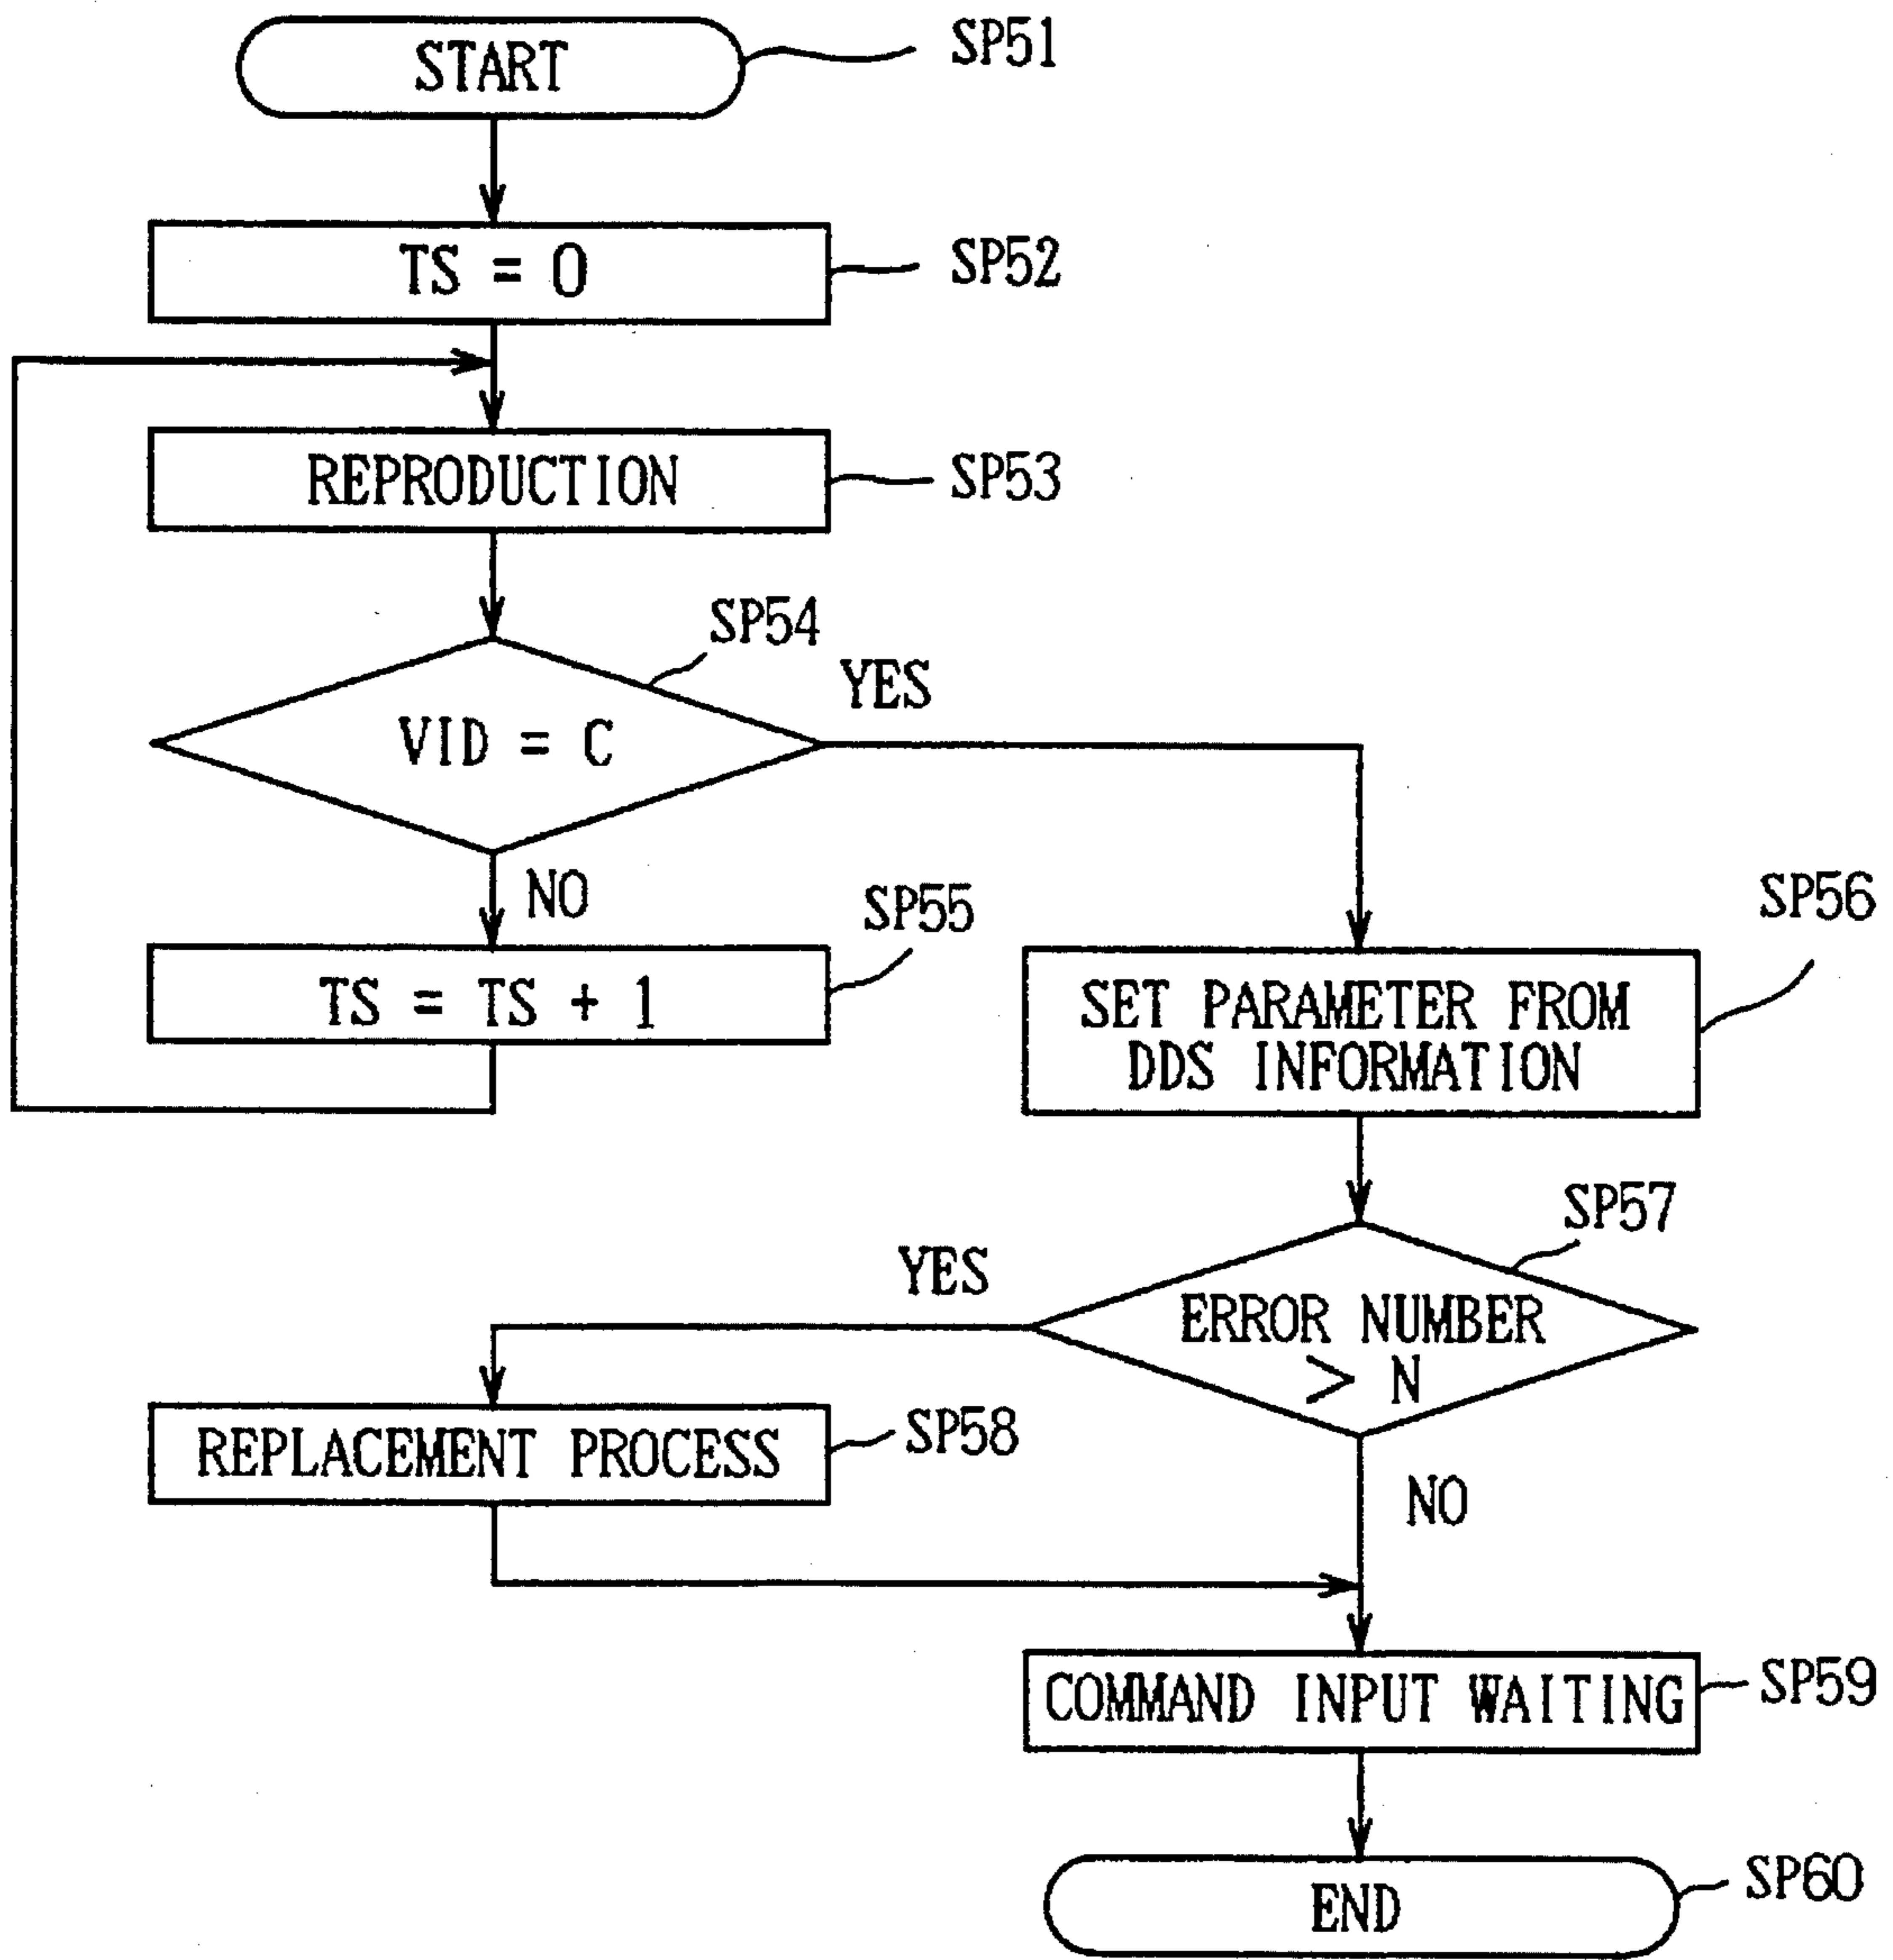 START
SP51
TS = 0
SP52
REPRODUCTION
SP53
SP54
YES
VID = C
NO
SP55
TS = TS + 1
SP56
SET PARAMETER FROM
DDS INFORMATION
SP57
YES
ERROR NUMBER
> N
REPLACEMENT PROCESS
SP58
NO
COMMAND INPUT WAITING
SP59
END
SP60